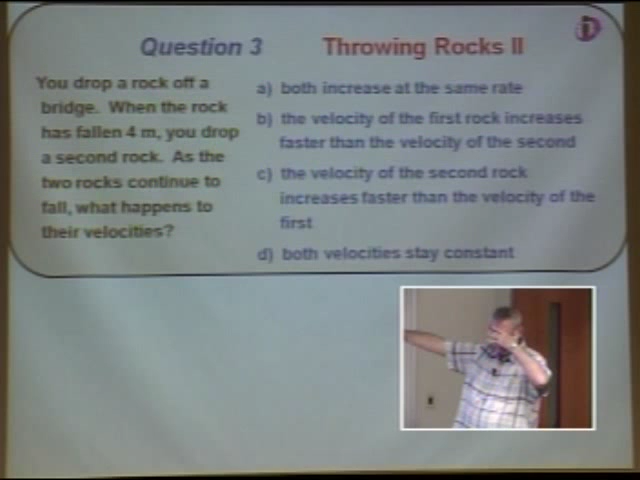 Question 3 Throwing Rocks II
You drop a rock off a
bridge. When the rock
has fallen 4 m, you drop
a second rock. As the
two rocks continue to
fall, what happens to
their velocities?
a) both increase at the same rate
b) the velocity of the first rock increases
faster than the velocity of the second
c) the velocity of the second rock
increases faster than the velocity of the
first
d) both velocities stay constant